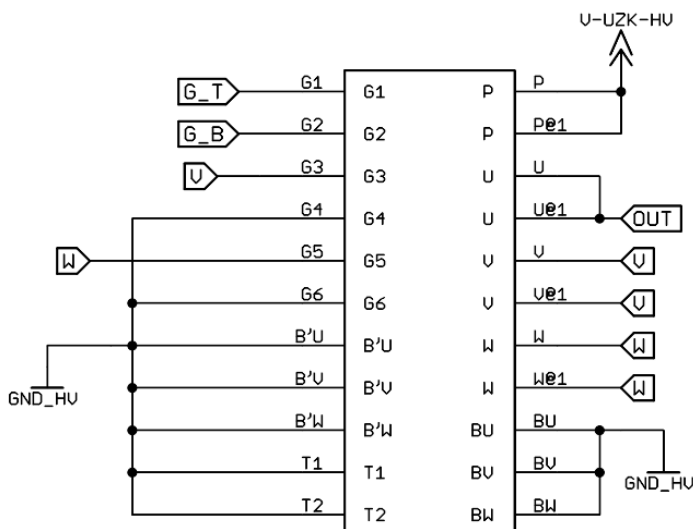 V-UZK-HV
G_T G1 G1 P P
G_B G2 G2 P P@1
V G3 G3 U U
G4 G4 U U@1 OUT
W G5 G5 V V V
G6 G6 V V@1 V
B'U B'U W W W
GND_HV B'V B'V W W@1 W
B'W B'W BU BU
T1 T1 BV BV GND_HV
T2 T2 BW BW